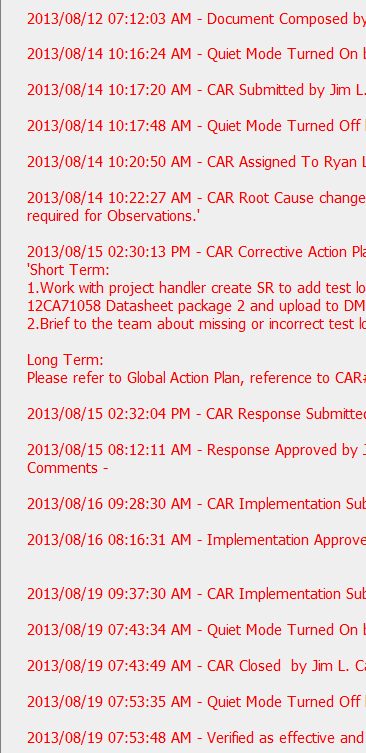 2013/08/12 07:12:03 AM - Document Composed by
2013/08/14 10:16:24 AM - Quiet Mode Turned On
2013/08/14 10:17:20 AM - CAR Submitted by Jim L.
2013/08/14 10:17:48 AM - Quiet Mode Turned Off
2013/08/14 10:20:50 AM - CAR Assigned To Ryan
2013/08/14 10:22:27 AM - CAR Root Cause change
required for Observations.'
2013/08/15 02:30:13 PM - CAR Corrective Action
'Short Term:
1.Work with project handler create SR to add test
12CA71058 Datasheet package 2 and upload to DM
2.Brief to the team about missing or incorrect test
Long Term:
Please refer to Global Action Plan, reference to CAR#
2013/08/15 02:32:04 PM - CAR Response Submitted
2013/08/15 08:12:11 AM - Response Approved by
Comments -
2013/08/16 09:28:30 AM - CAR Implementation
2013/08/16 08:16:31 AM - Implementation Approve
2013/08/19 09:37:30 AM - CAR Implementation
2013/08/19 07:43:34 AM - Quiet Mode Turned On
2013/08/19 07:43:49 AM - CAR Closed by Jim L.
2013/08/19 07:53:35 AM - Quiet Mode Turned Off
2013/08/19 07:53:48 AM - Verified as effective and